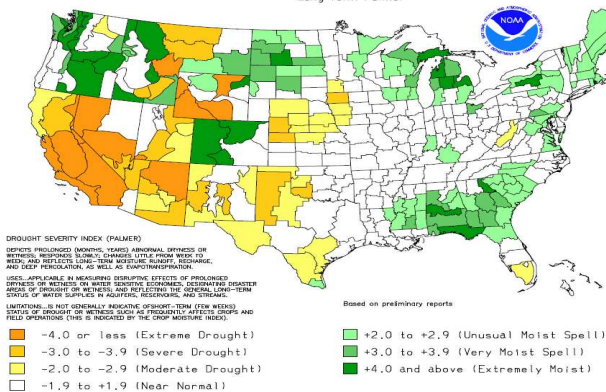 Long Term Palmer
NOAA
DROUGHT SEVERITY INDEX (PALMER)
DEPICTS PROLONGED (MONTHS, YEARS) ABNORMAL DRYNESS OR
WETNESS; RESPONDS SLOWLY; CHANGES LITTLE FROM WEEK TO
WEEK; AND REFLECTS LONG-TERM MOISTURE RUNOFF, RECHARGE,
AND DEEP PERCOLATION, AS WELL AS EVAPOTRANSPIRATION.
USES...APPLICABLE IN MEASURING DISRUPTIVE EFFECTS OF PROLONGED
DRYNESS OR WETNESS ON WATER SENSITIVE ECONOMIES, DESIGNATING DISASTER
AREAS OF DROUGHT OR WETNESS; AND REFLECTING THE GENERAL LONG-TERM
STATUS OF WATER SUPPLIES IN AQUIFERS, RESERVOIRS, AND STREAMS.
LIMITATIONS...IS NOT GENERALLY INDICATIVE OFSHORT-TERM (FEW WEEKS)
STATUS OF DROUGHT OR WETNESS SUCH AS FREQUENTLY AFFECTS CROPS AND
FIELD OPERATIONS (THIS IS INDICATED BY THE CROP MOISTURE INDEX).
Based on preliminary reports
-4.0 or less (Extreme Drought)
-3.0 to -3.9 (Severe Drought)
-2.0 to -2.9 (Moderate Drought)
-1.9 to +1.9 (Near Normal)
+2.0 to +2.9 (Unusual Moist Spell)
+3.0 to +3.9 (Very Moist Spell)
+4.0 and above (Extremely Moist)